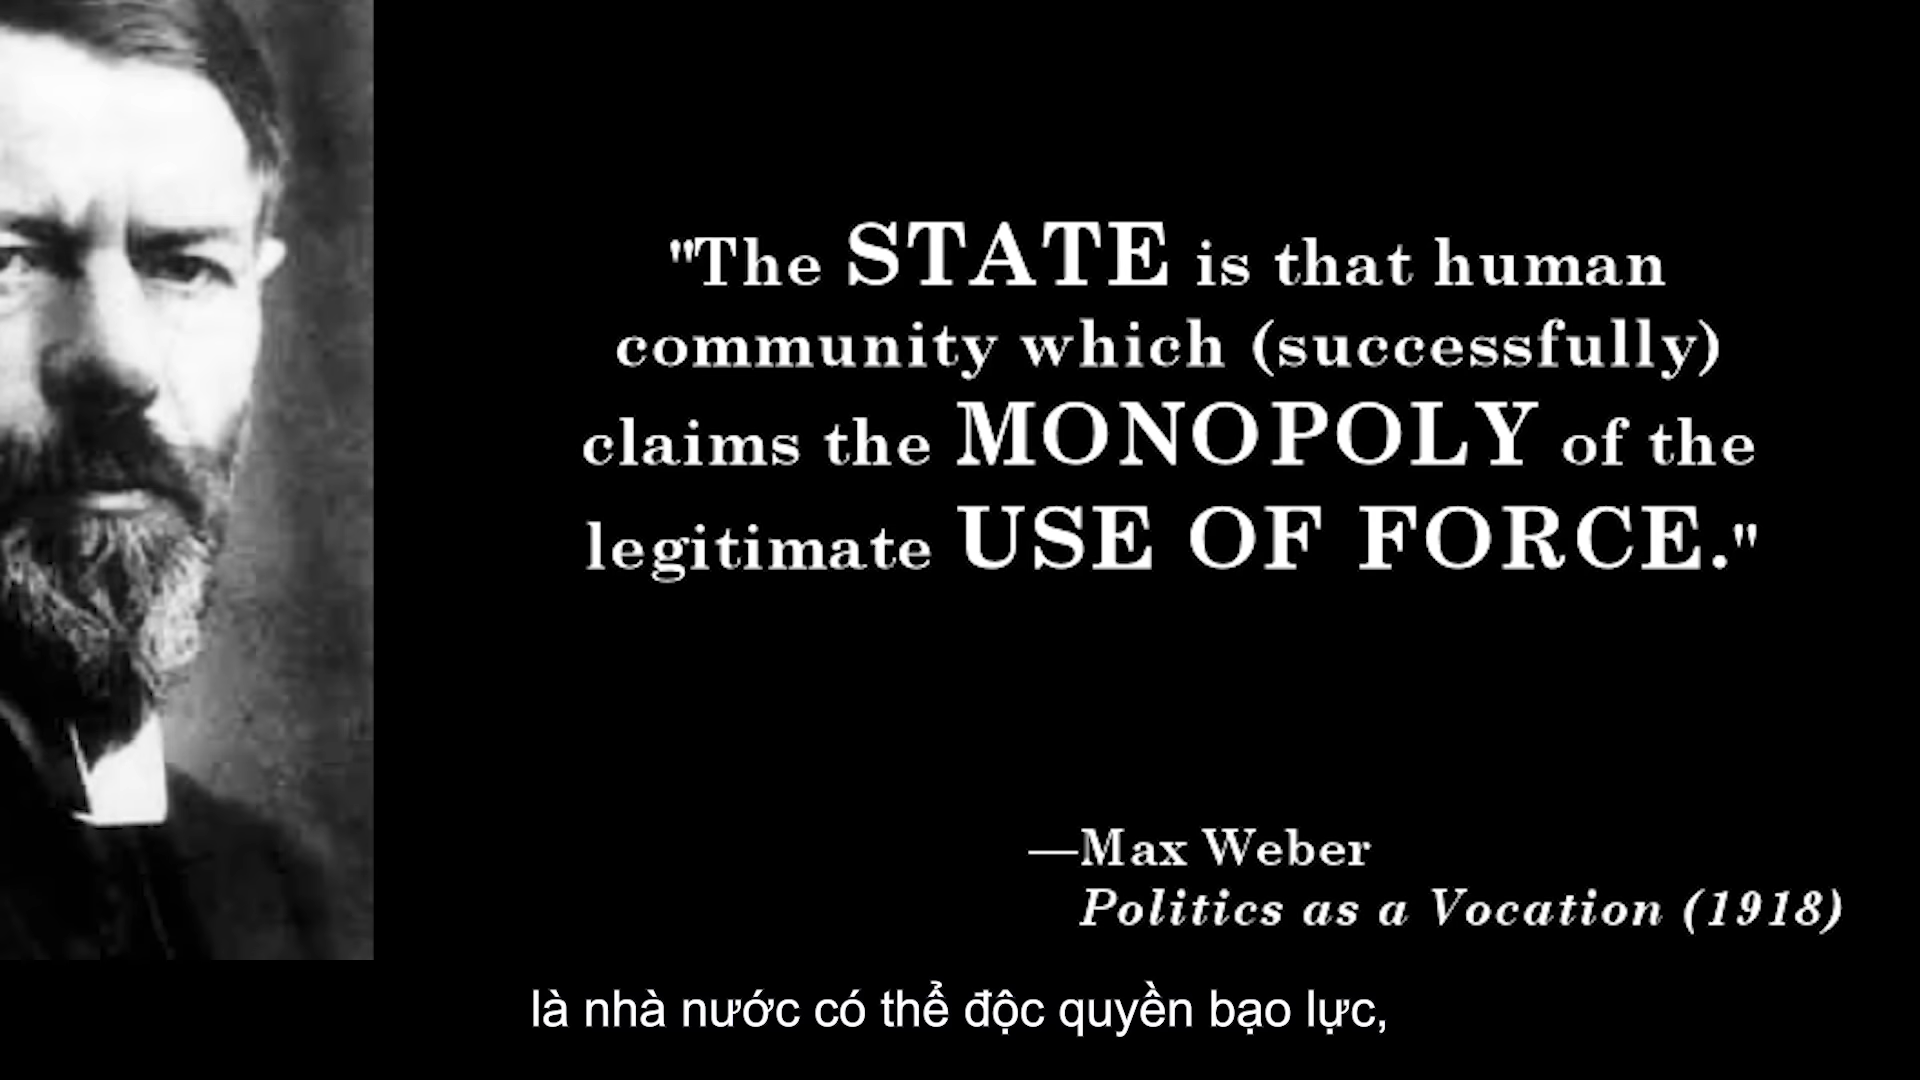 "The STATE is that human
community which (successfully)
claims the MONOPOLY of the
legitimate USE OF FORCE."
—Max Weber
Politics as a Vocation (1918)
là nhà nước có thể độc quyền bạo lực,